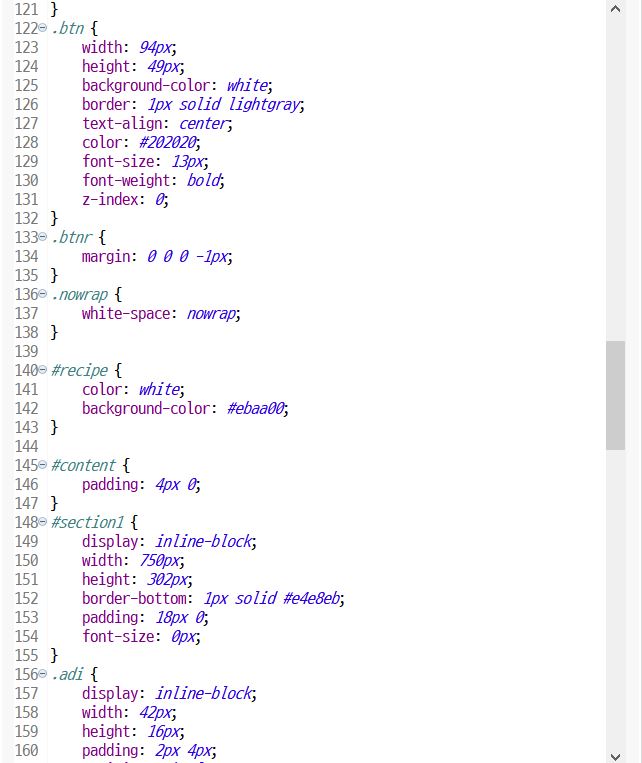 121 }
122 .btn {
123     width: 94px;
124     height: 49px;
125     background-color: white;
126     border: 1px solid lightgray;
127     text-align: center;
128     color: #202020;
129     font-size: 13px;
130     font-weight: bold;
131     z-index: 0;
132 }
133 .btnr {
134     margin: 0 0 0 -1px;
135 }
136 .nowrap {
137     white-space: nowrap;
138 }
139
140 #recipe {
141     color: white;
142     background-color: #ebaa00;
143 }
144
145 #content {
146     padding: 4px 0;
147 }
148 #section1 {
149     display: inline-block;
150     width: 750px;
151     height: 302px;
152     border-bottom: 1px solid #e4e8eb;
153     padding: 18px 0;
154     font-size: 0px;
155 }
156 .adi {
157     display: inline-block;
158     width: 42px;
159     height: 16px;
160     padding: 2px 4px;